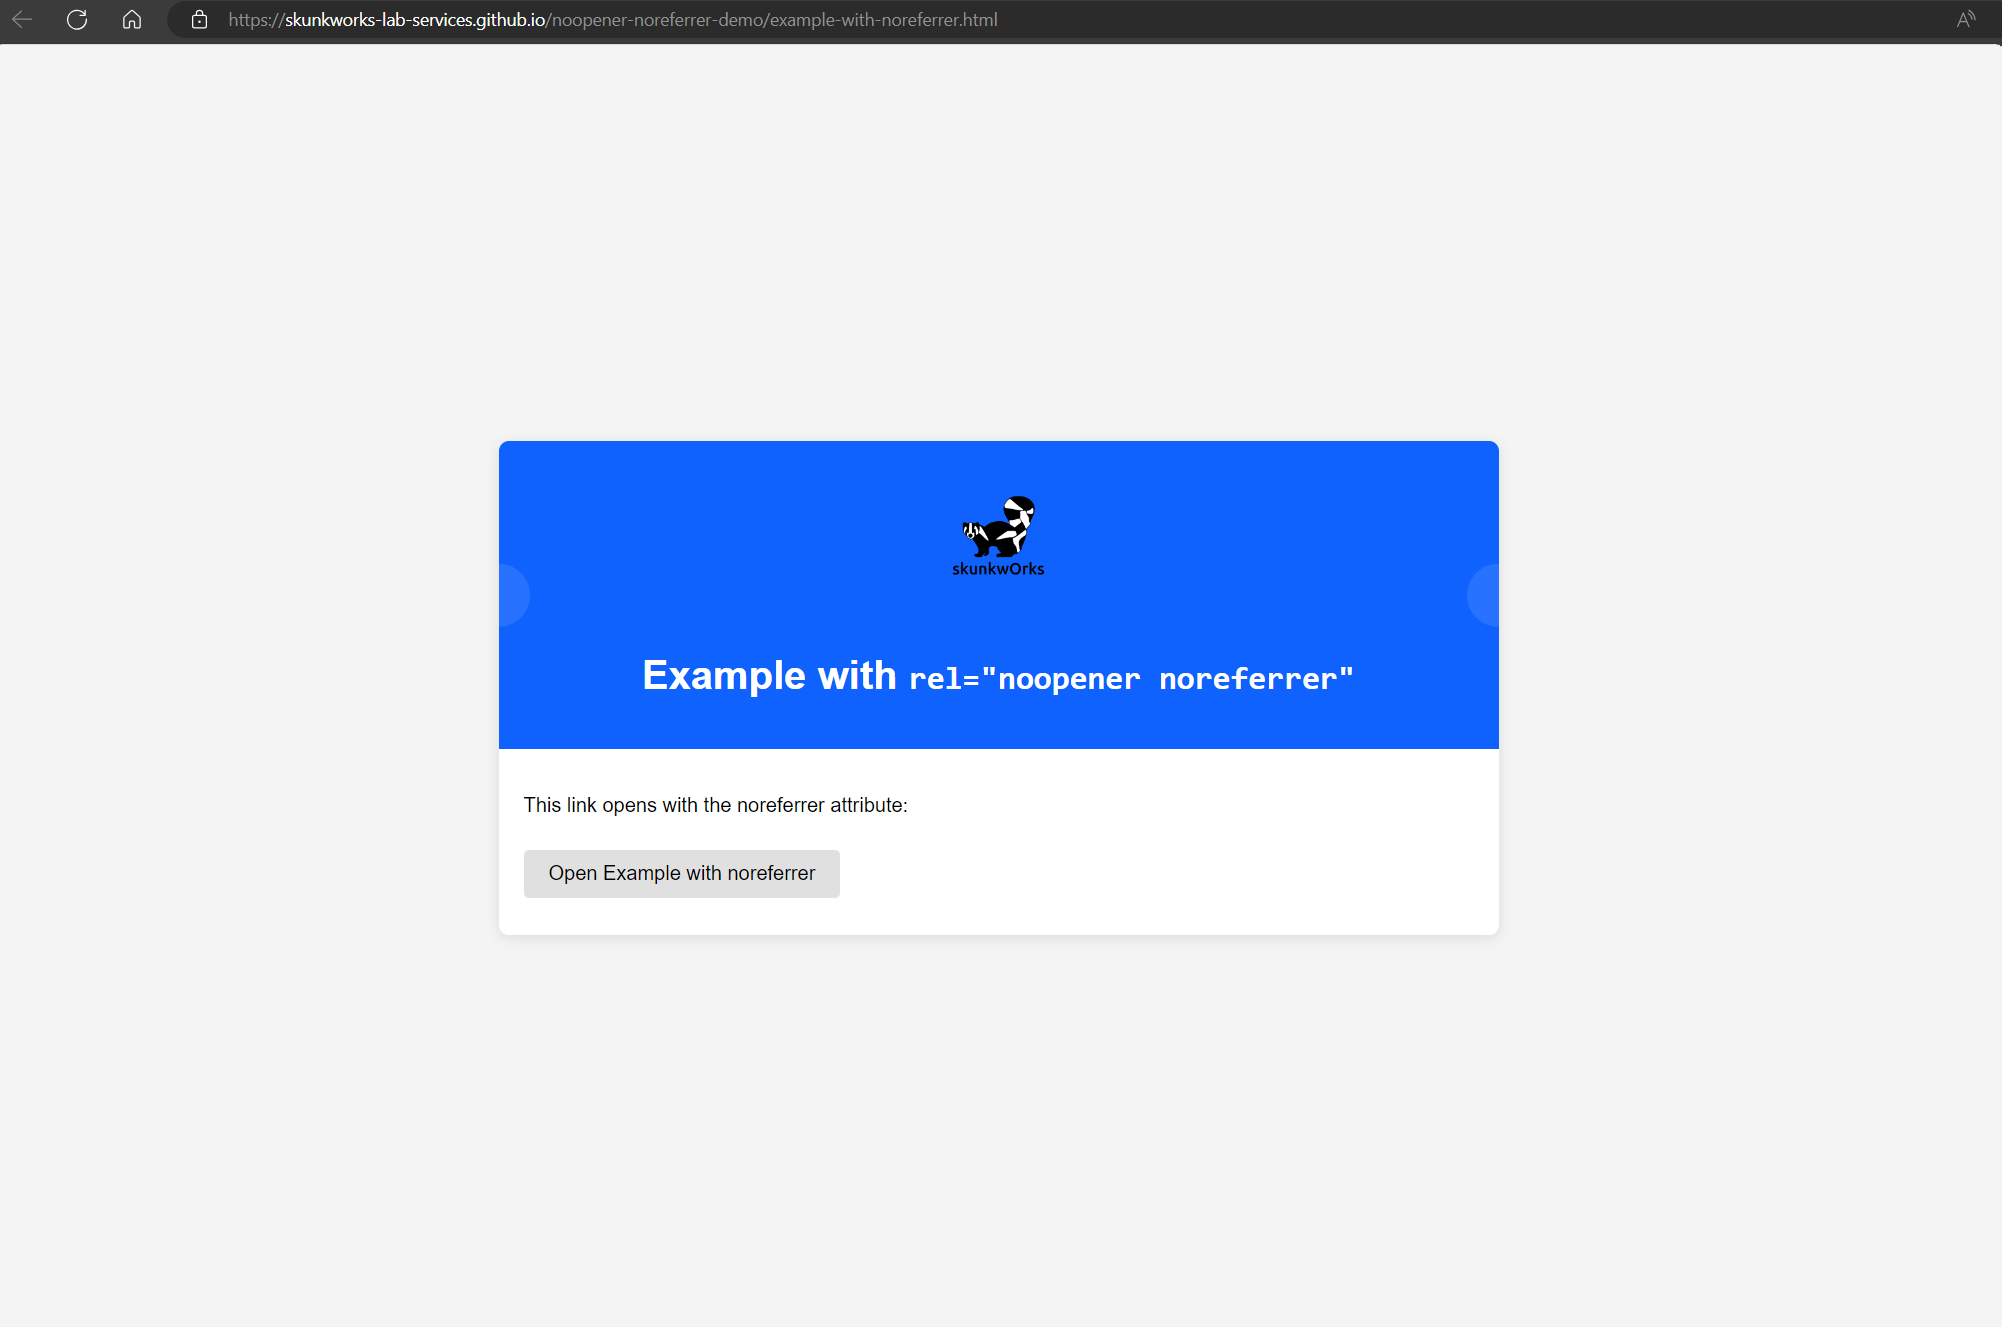 https://skunkworks-lab-services.github.io/noopener-noreferrer-demo/example-with-noreferrer.html
skunkwOrks
Example with rel="noopener noreferrer"
This link opens with the noreferrer attribute:
Open Example with noreferrer